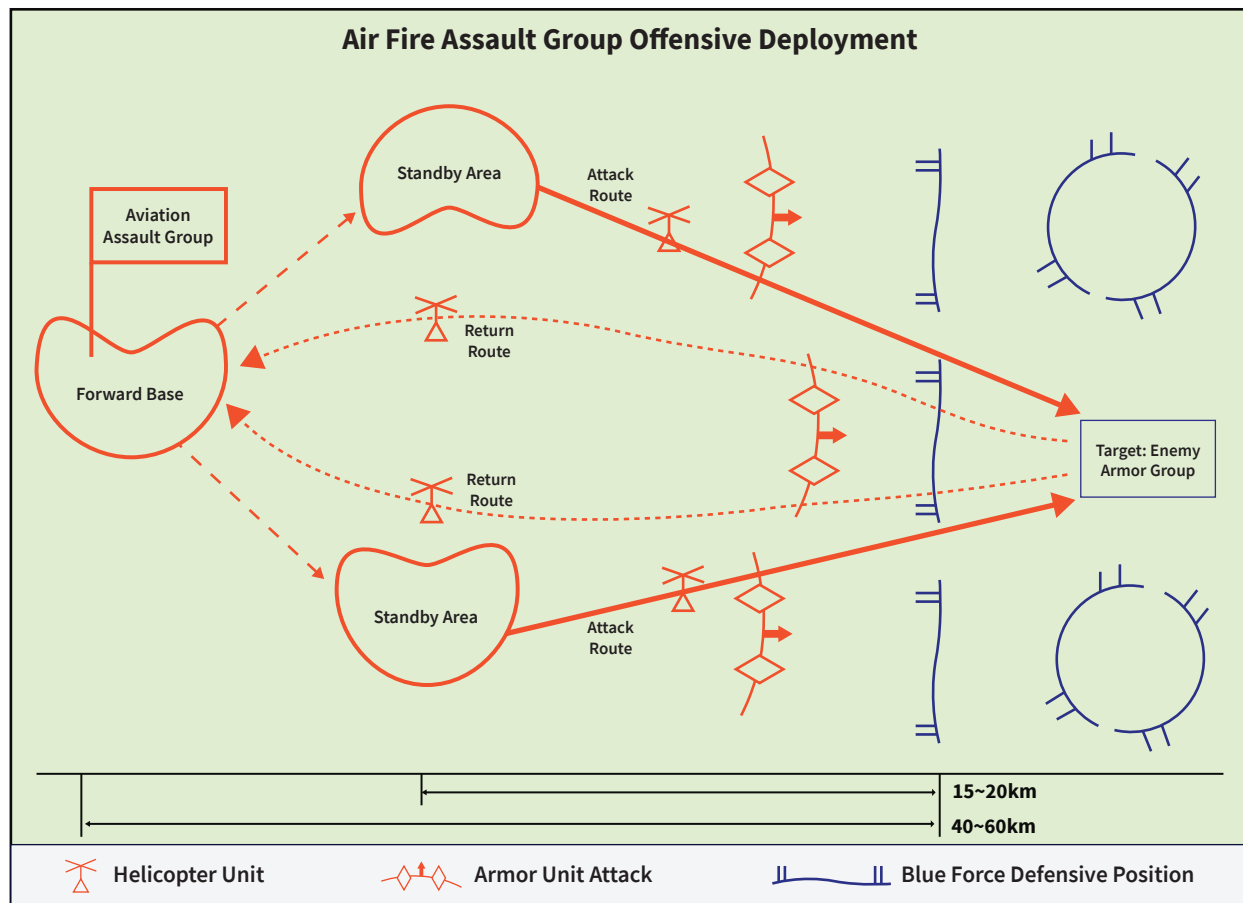 Air Fire Assault Group Offensive Deployment
Standby Area
Attack
Route
Aviation
Assault Group
Return
Route
Forward Base
Target: Enemy
Armor Group
Return
Route
Standby Area
Attack
Route
15~20km
40~60km
Helicopter Unit
Armor Unit Attack
Blue Force Defensive Position